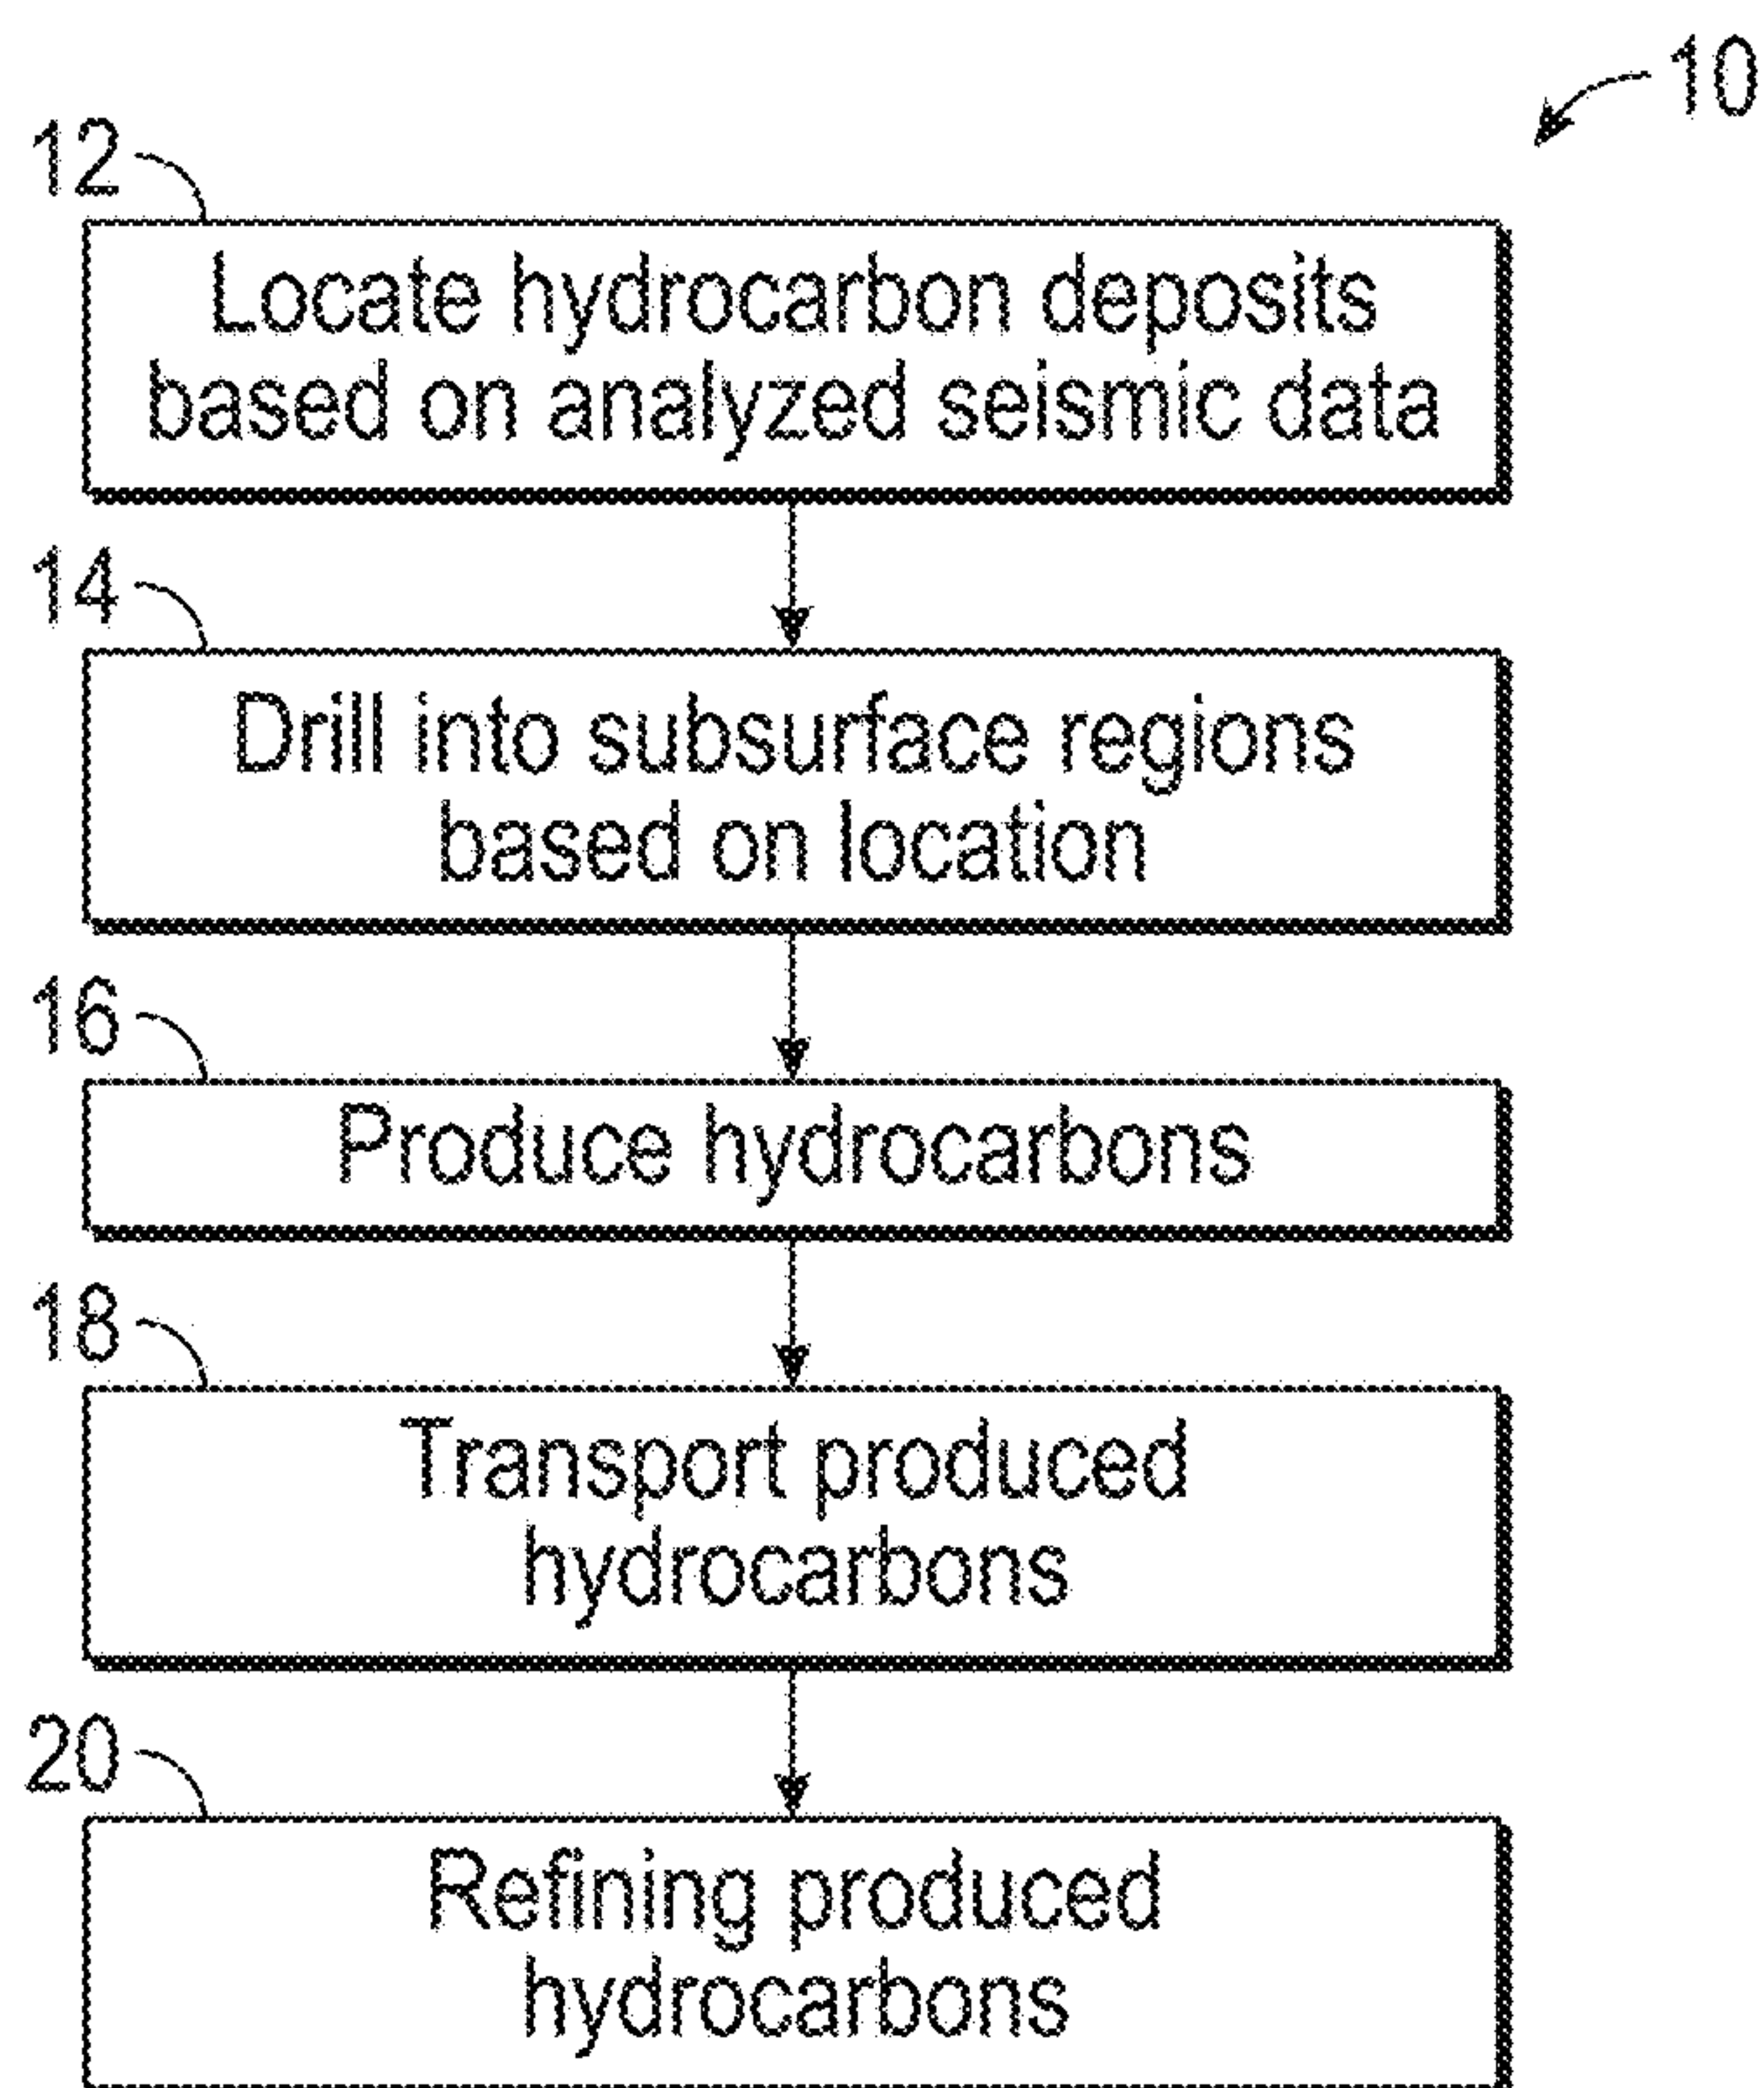 10
12
Locate hydrocarbon deposits
based on analyzed seismic data
14
Drill into subsurface regions
based on location
16
Produce hydrocarbons
18
Transport produced
hydrocarbons
20
Refining produced
hydrocarbons